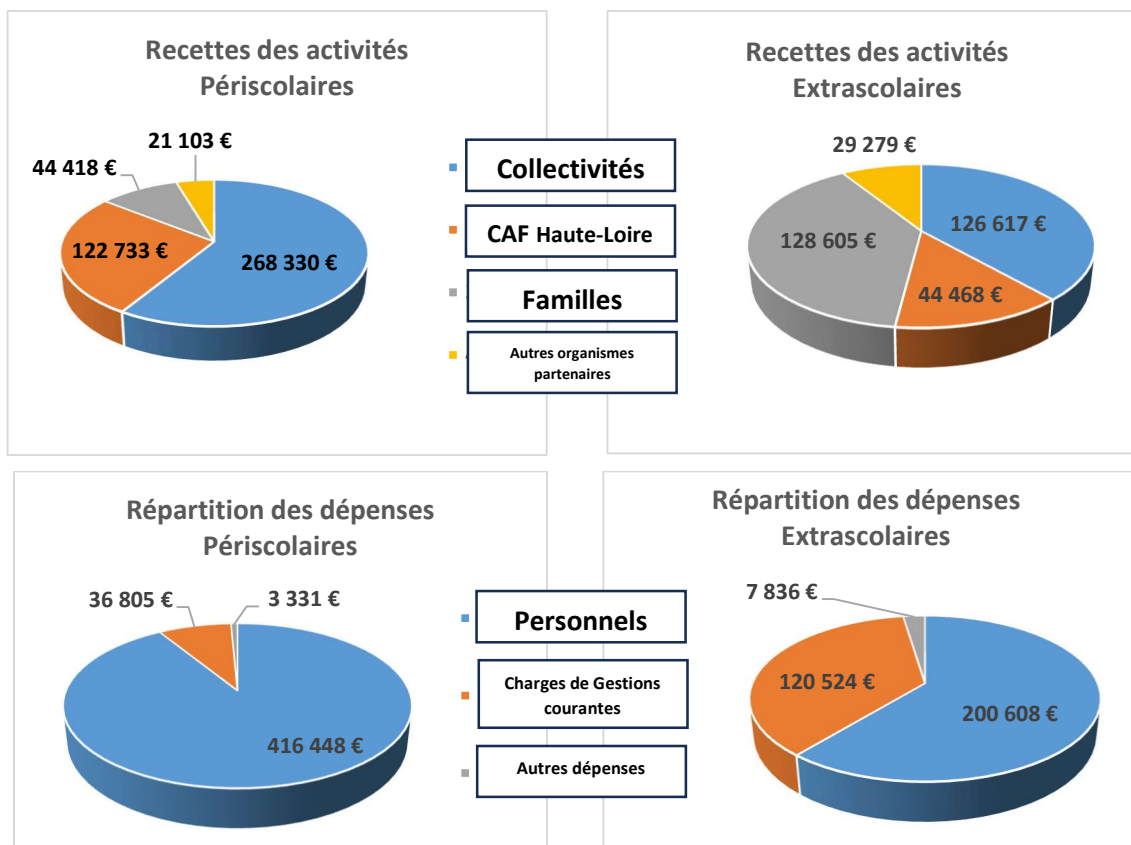 Recettes des activités
Périscolaires
21 103 €
44 418 €
122 733 €
268 330 €
Collectivités
CAF Haute-Loire
Familles
Autres organismes
partenaires
Recettes des activités
Extrascolaires
29 279 €
126 617 €
128 605 €
44 468 €
Répartition des dépenses
Périscolaires
36 805 €
3 331 €
416 448 €
Personnels
Charges de Gestions
courantes
Autres dépenses
Répartition des dépenses
Extrascolaires
7 836 €
120 524 €
200 608 €